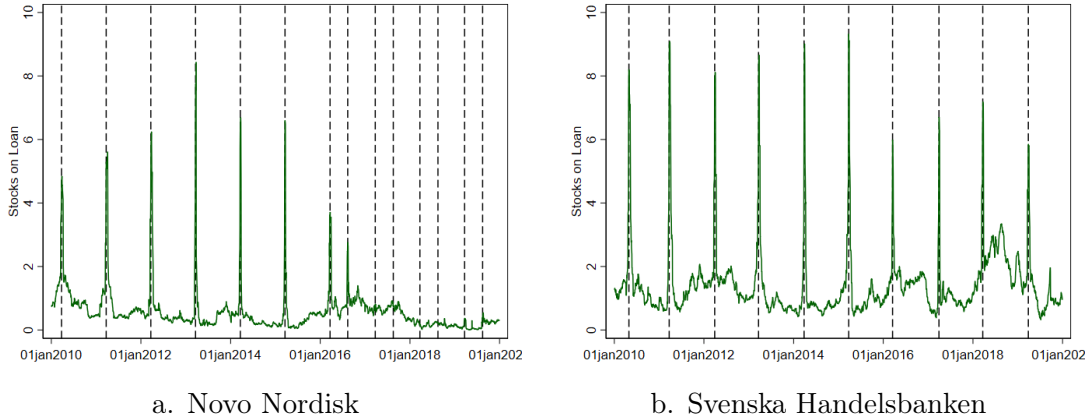 10
8
6
4
2
0
Stocks on Loan
01jan2010 01jan2012 01jan2014 01jan2016 01jan2018 01jan202
a. Novo Nordisk
10
8
6
4
2
0
Stocks on Loan
01jan2010 01jan2012 01jan2014 01jan2016 01jan2018 01jan202
b. Svenska Handelsbanken